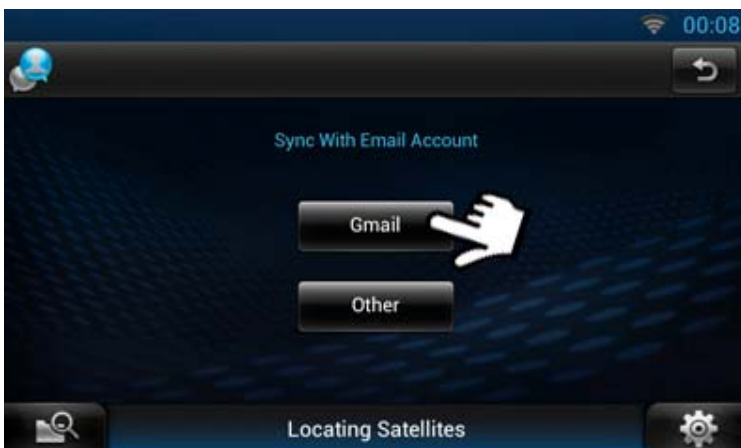 00:08
Sync With Email Account
Gmail
Other
Locating Satellites